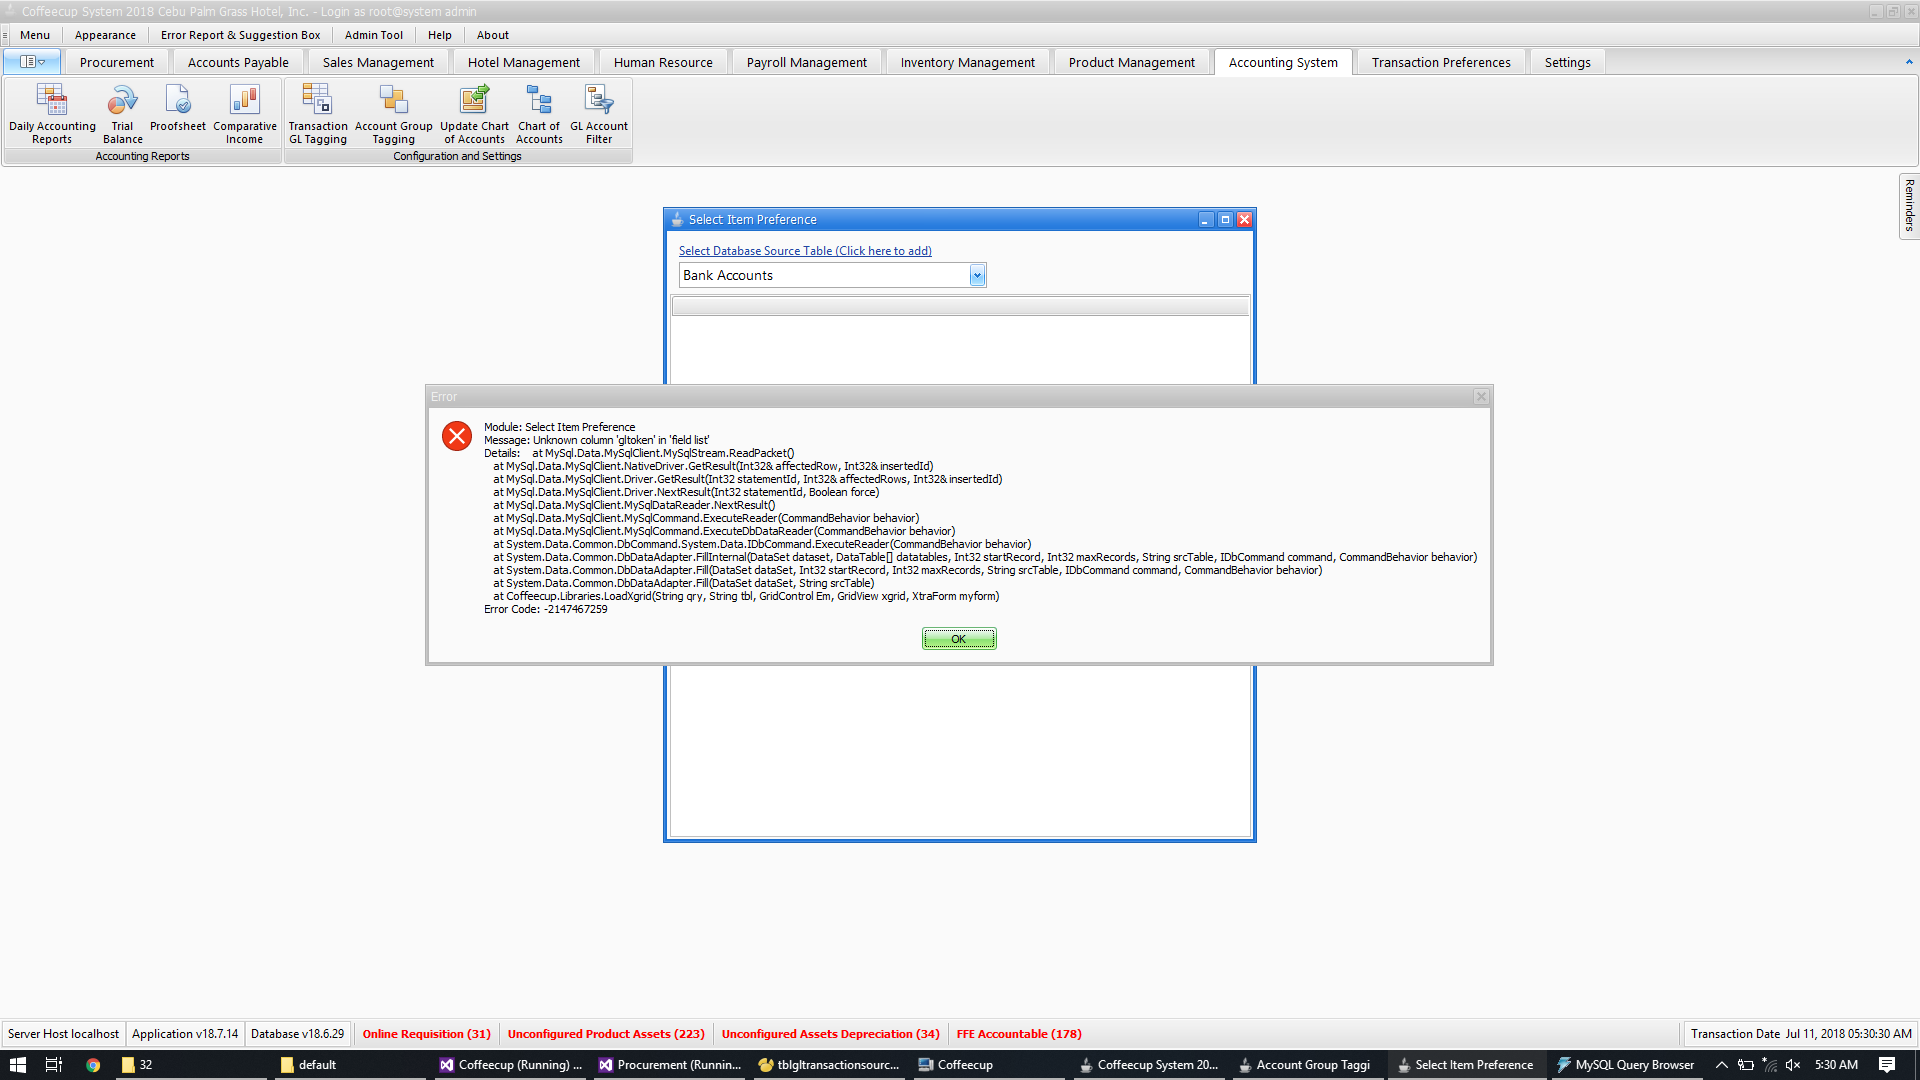 Coffeecup System 2018 Cebu Palm Grass Hotel, Inc. - Login as root@system admin
Menu Appearance Error Report & Suggestion Box Admin Tool Help About
Procurement Accounts Payable Sales Management Hotel Management Human Resource Payroll Management Inventory Management Product Management Accounting System Transaction Preferences Settings
Daily Accounting Trial Proofsheet Comparative Transaction Account Group Update Chart Chart of GL Account
Reports Balance Income GL Tagging Tagging of Accounts Accounts Filter
Accounting Reports Configuration and Settings
Reminders
Select Item Preference
Select Database Source Table (Click here to add)
Bank Accounts
Error
Module: Select Item Preference
Message: Unknown column 'gltoken' in 'field list'
Details: at MySql.Data.MySqlClient.MySqlStream.ReadPacket()
at MySql.Data.MySqlClient.NativeDriver.GetResult(Int32& affectedRow, Int32& insertedId)
at MySql.Data.MySqlClient.Driver.GetResult(Int32 statementId, Int32& affectedRows, Int32& insertedId)
at MySql.Data.MySqlClient.Driver.NextResult(Int32 statementId, Boolean force)
at MySql.Data.MySqlClient.MySqlDataReader.NextResult()
at MySql.Data.MySqlClient.MySqlCommand.ExecuteReader(CommandBehavior behavior)
at MySql.Data.MySqlClient.MySqlCommand.ExecuteDbDataReader(CommandBehavior behavior)
at System.Data.Common.DbCommand.System.Data.IDbCommand.ExecuteReader(CommandBehavior behavior)
at System.Data.Common.DbDataAdapter.FillInternal(DataSet dataset, DataTable[] datatables, Int32 startRecord, Int32 maxRecords, String srcTable, IDbCommand command, CommandBehavior behavior)
at System.Data.Common.DbDataAdapter.Fill(DataSet dataSet, Int32 startRecord, Int32 maxRecords, String srcTable, IDbCommand command, CommandBehavior behavior)
at System.Data.Common.DbDataAdapter.Fill(DataSet dataSet, String srcTable)
at Coffeecup.Libraries.LoadXgrid(String qry, String tbl, GridControl Em, GridView xgrid, XtraForm myform)
Error Code: -2147467259
OK
Server Host localhost Application v18.7.14 Database v18.6.29 Online Requisition (31) Unconfigured Product Assets (223) Unconfigured Assets Depreciation (34) FFE Accountable (178) Transaction Date Jul 11, 2018 05:30:30 AM
32 default Coffeecup (Running) ... Procurement (Runnin... tblgltransactionsourc... Coffeecup Coffeecup System 20... Account Group Taggi Select Item Preference MySQL Query Browser 5:30 AM